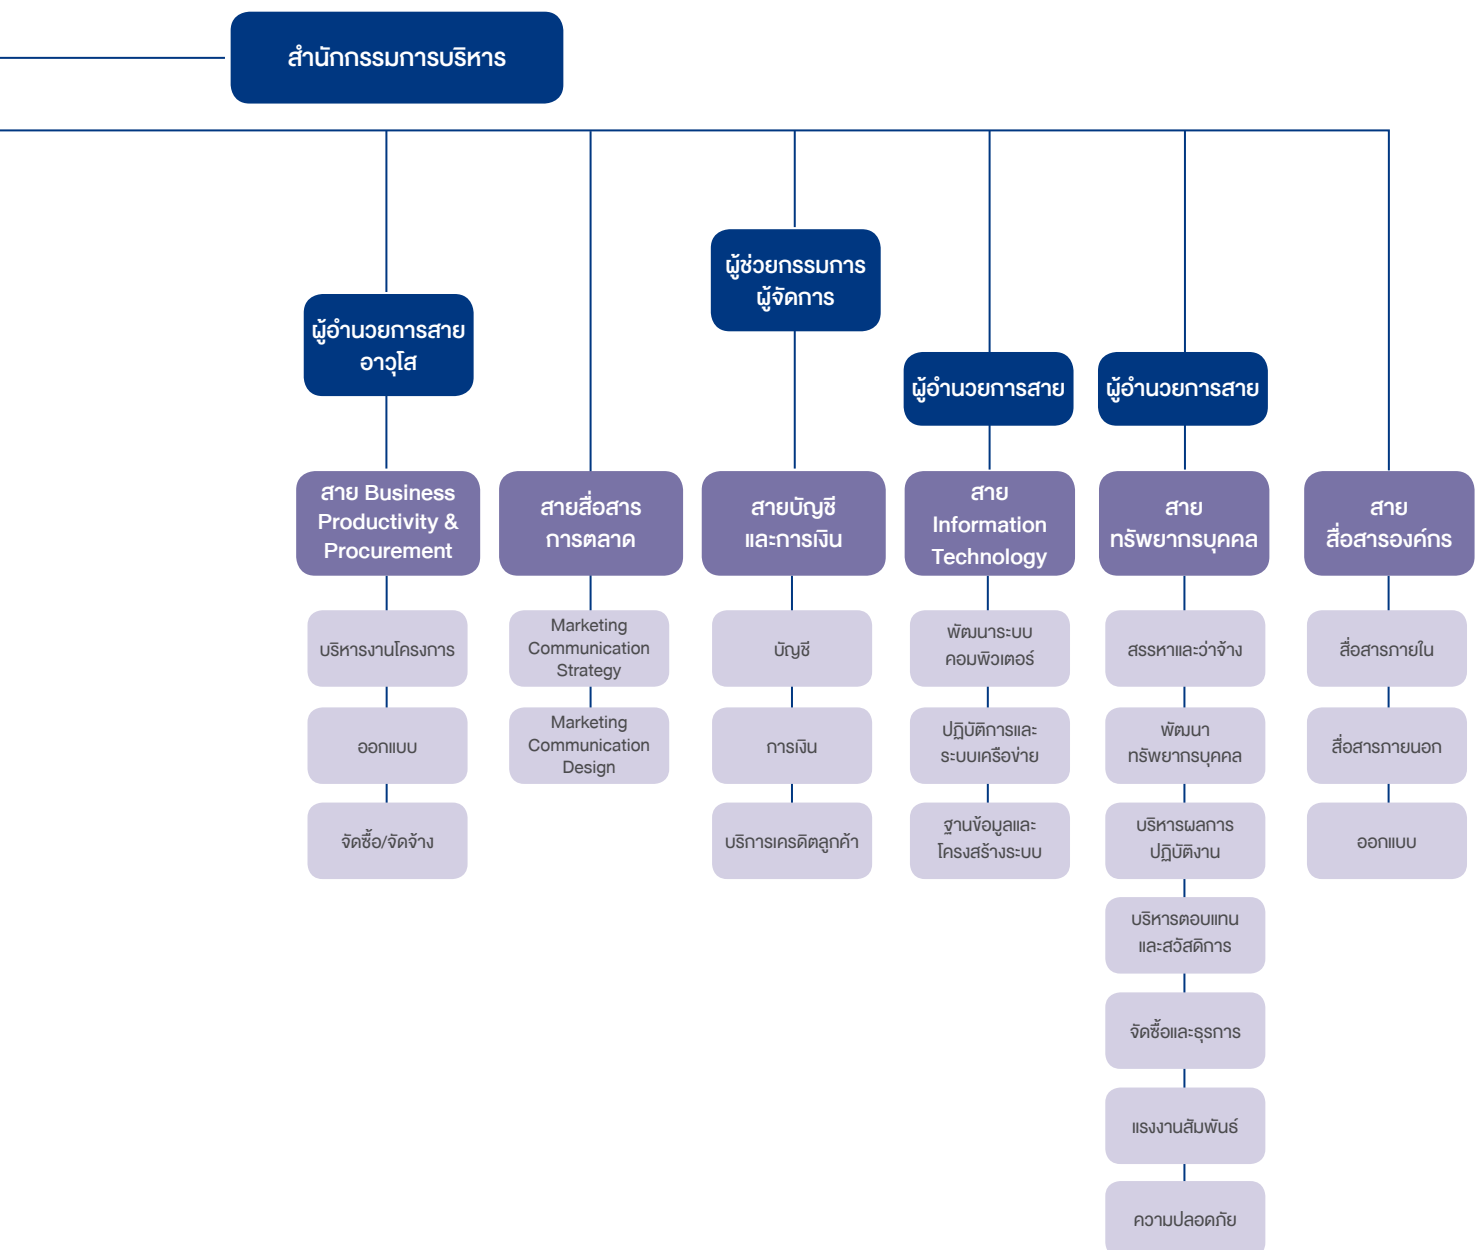 สำนักกรรมการบริหาร
ผู้ช่วยกรรมการ
ผู้จัดการ
ผู้อำนวยการสาย
อาวุโส
ผู้อำนวยการสาย
ผู้อำนวยการสาย
สาย Business
Productivity &
Procurement
บริหารงานโครงการ
ออกแบบ
จัดซื้อ/จัดจ้าง
สายสื่อสาร
การตลาด
Marketing
Communication
Strategy
Marketing
Communication
Design
สายบัญชี
และการเงิน
บัญชี
การเงิน
บริการเครดิตลูกค้า
สาย
Information
Technology
พัฒนาระบบ
คอมพิวเตอร์
ปฏิบัติการและ
ระบบเครือข่าย
ฐานข้อมูลและ
โครงสร้างระบบ
สาย
ทรัพยากรบุคคล
สรรหาและว่าจ้าง
พัฒนา
ทรัพยากรบุคคล
บริหารผลการ
ปฏิบัติงาน
บริหารตอบแทน
และสวัสดิการ
จัดซื้อและธุรการ
แรงงานสัมพันธ์
ความปลอดภัย
สาย
สื่อสารองค์กร
สื่อสารภายใน
สื่อสารภายนอก
ออกแบบ